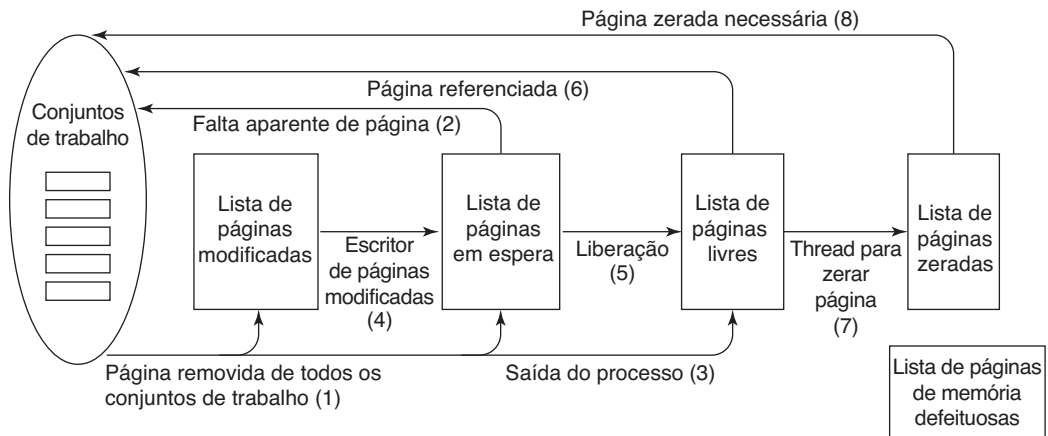 Página zerada necessária (8)
Página referenciada (6)
Falta aparente de página (2)
Conjuntos
de trabalho
Lista de
páginas
modificadas
Escritor
de páginas
modificadas
(4)
Lista de
páginas
em espera
Liberação
(5)
Lista de
páginas
livres
Thread para
zerar
página
(7)
Lista de
páginas
zeradas
Página removida de todos os
conjuntos de trabalho (1)
Saída do processo (3)
Lista de páginas
de memória
defeituosas